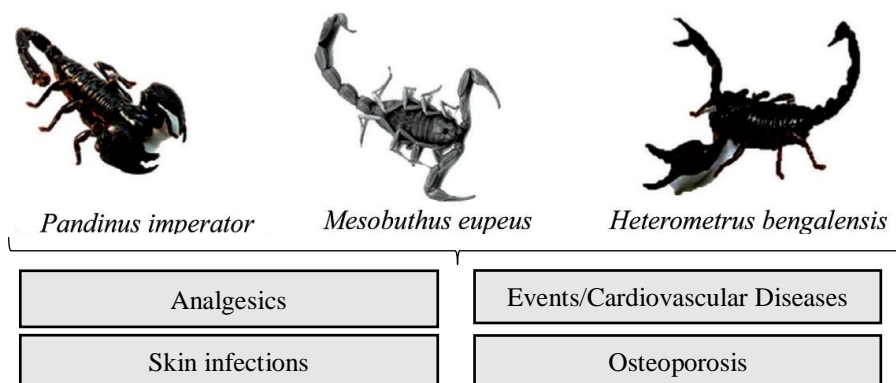 Pandinus imperator
Mesobuthus eupeus
Heterometrus bengalensis
Analgesics
Events/Cardiovascular Diseases
Skin infections
Osteoporosis